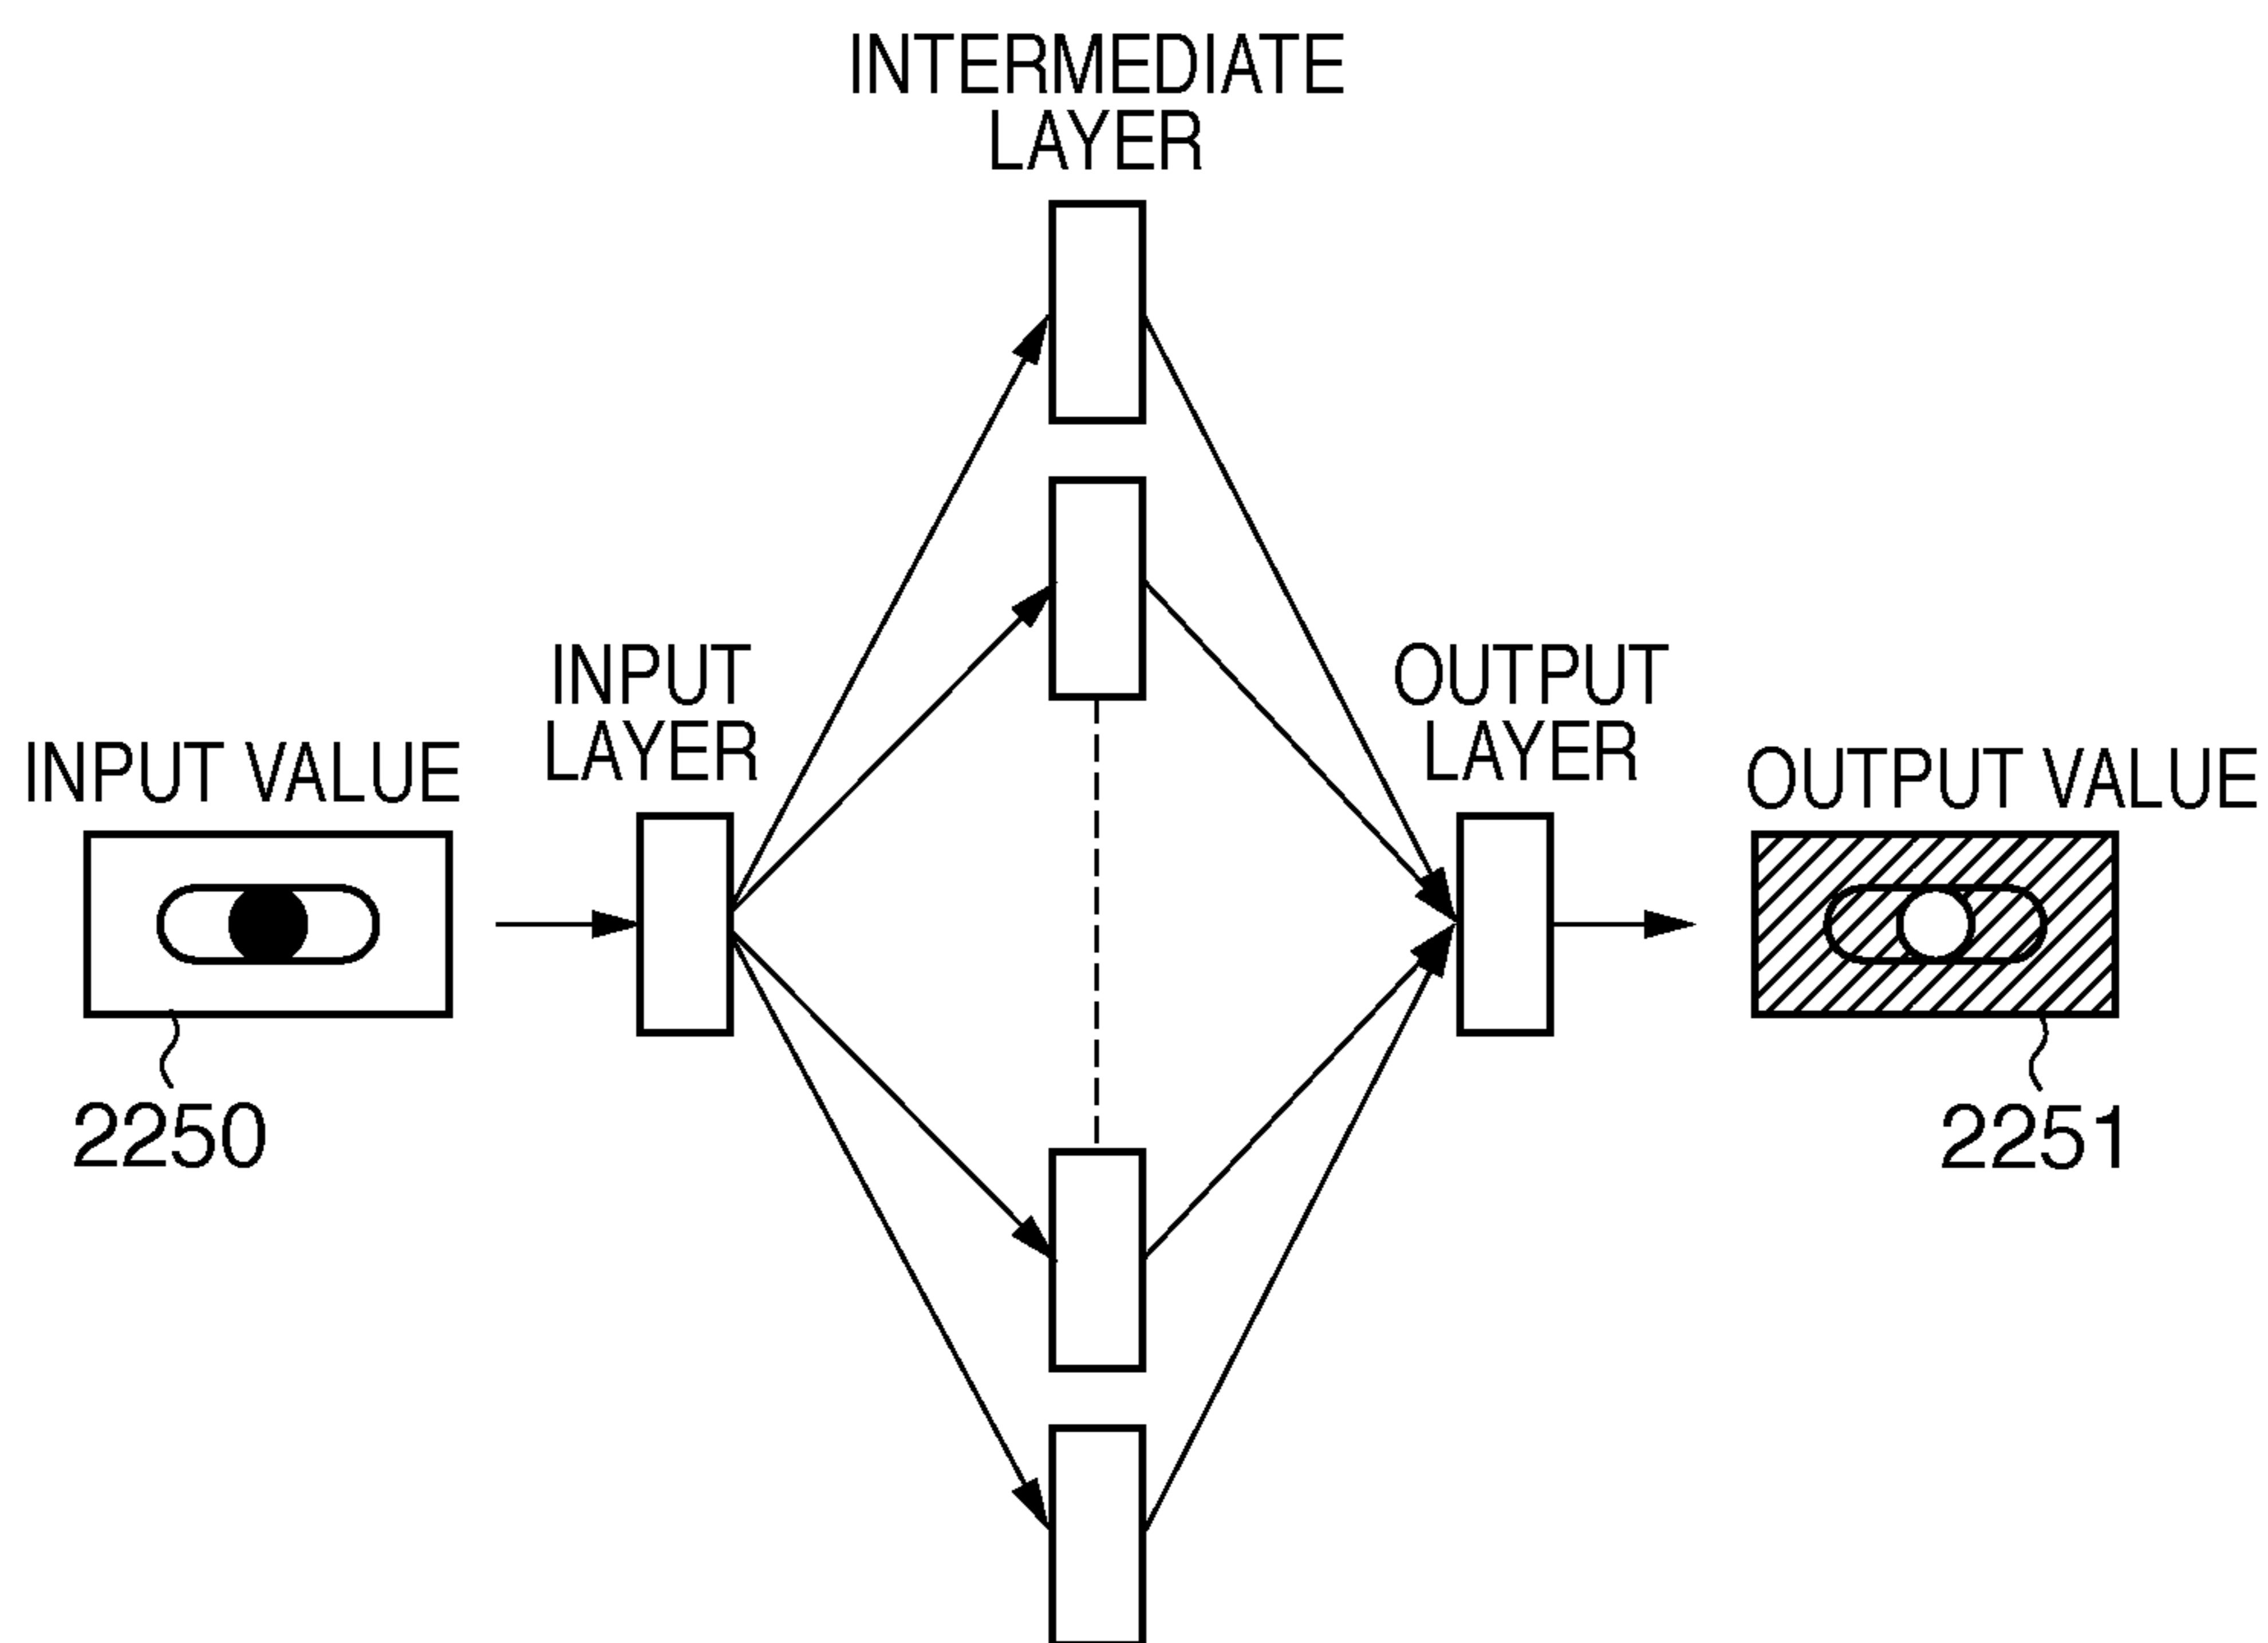 INTERMEDIATE
LAYER
INPUT
LAYER
OUTPUT
LAYER
INPUT VALUE
OUTPUT VALUE
2250
2251